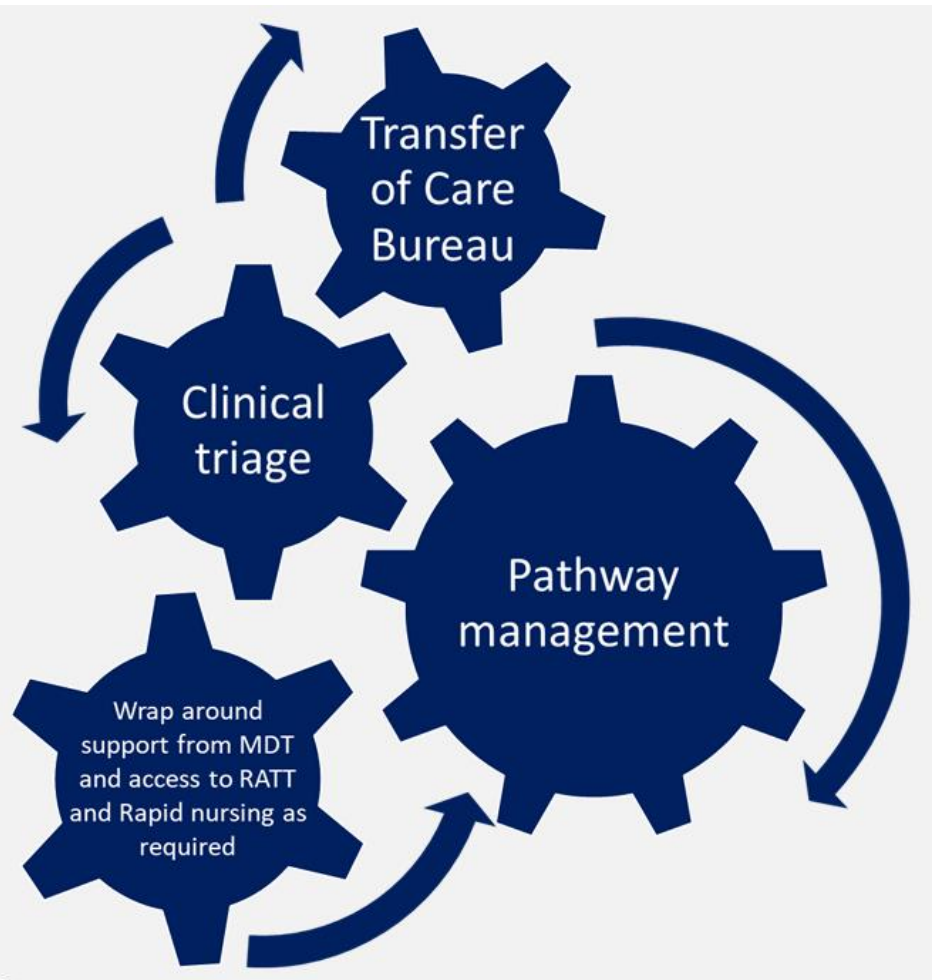 Transfer
of Care
Bureau
Clinical
triage
Pathway
management
Wrap around
support from MDT
and access to RATT
and Rapid nursing as
required